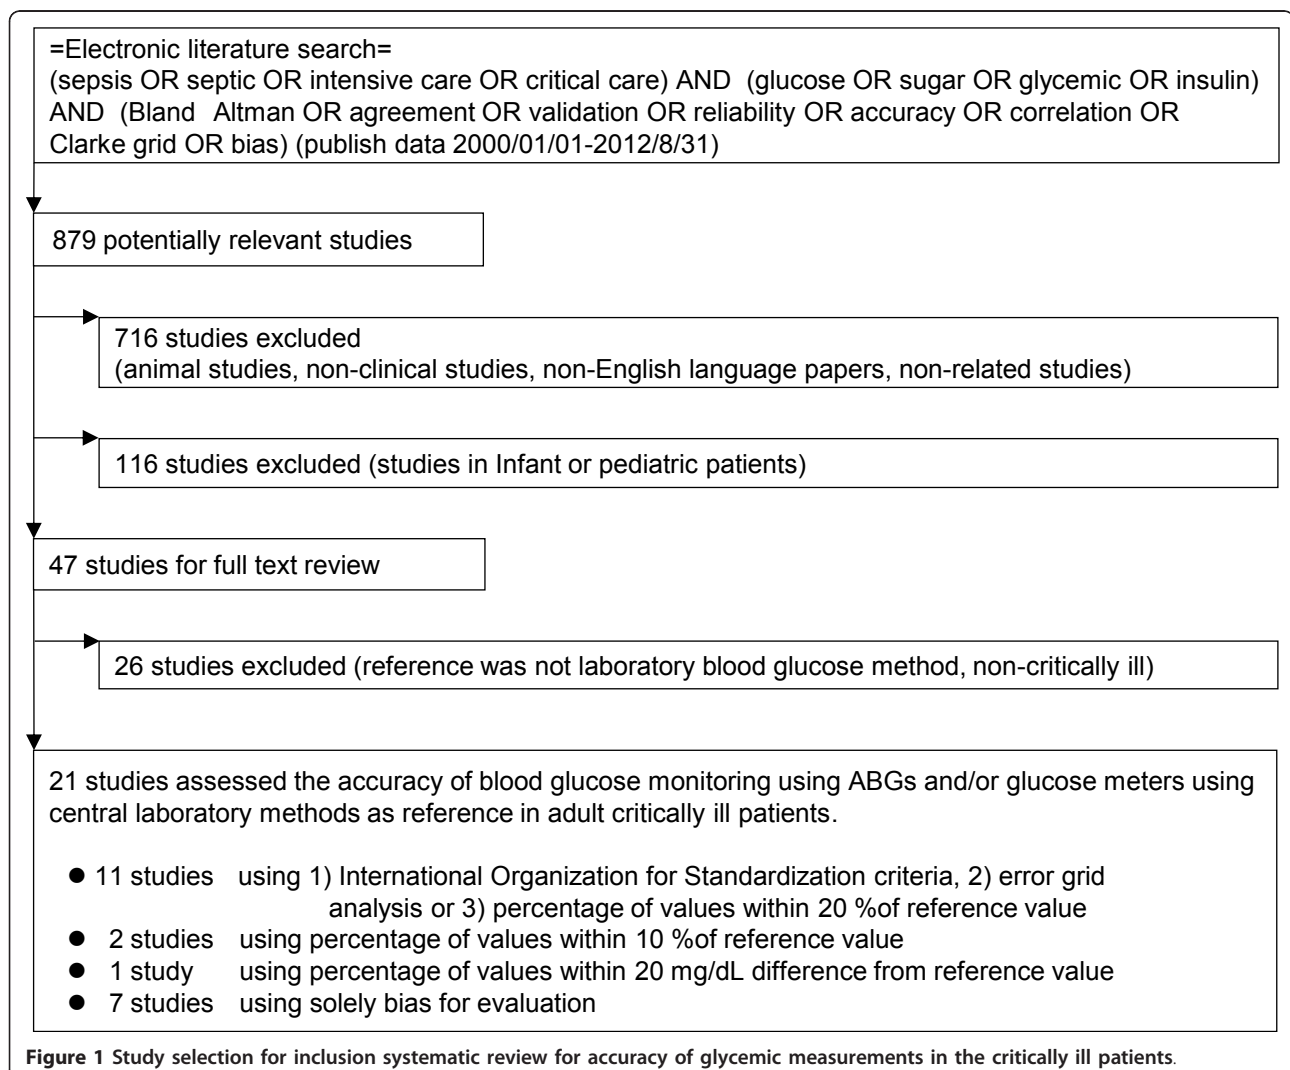 =Electronic literature search=
(sepsis OR septic OR intensive care OR critical care) AND (glucose OR sugar OR glycemic OR insulin)
AND (Bland Altman OR agreement OR validation OR reliability OR accuracy OR correlation OR
Clarke grid OR bias) (publish data 2000/01/01-2012/8/31)
879 potentially relevant studies
716 studies excluded
(animal studies, non-clinical studies, non-English language papers, non-related studies)
116 studies excluded (studies in Infant or pediatric patients)
47 studies for full text review
26 studies excluded (reference was not laboratory blood glucose method, non-critically ill)
21 studies assessed the accuracy of blood glucose monitoring using ABGs and/or glucose meters using
central laboratory methods as reference in adult critically ill patients.
● 11 studies using 1) International Organization for Standardization criteria, 2) error grid
analysis or 3) percentage of values within 20 %of reference value
● 2 studies using percentage of values within 10 %of reference value
● 1 study using percentage of values within 20 mg/dL difference from reference value
● 7 studies using solely bias for evaluation
Figure 1 Study selection for inclusion systematic review for accuracy of glycemic measurements in the critically ill patients.